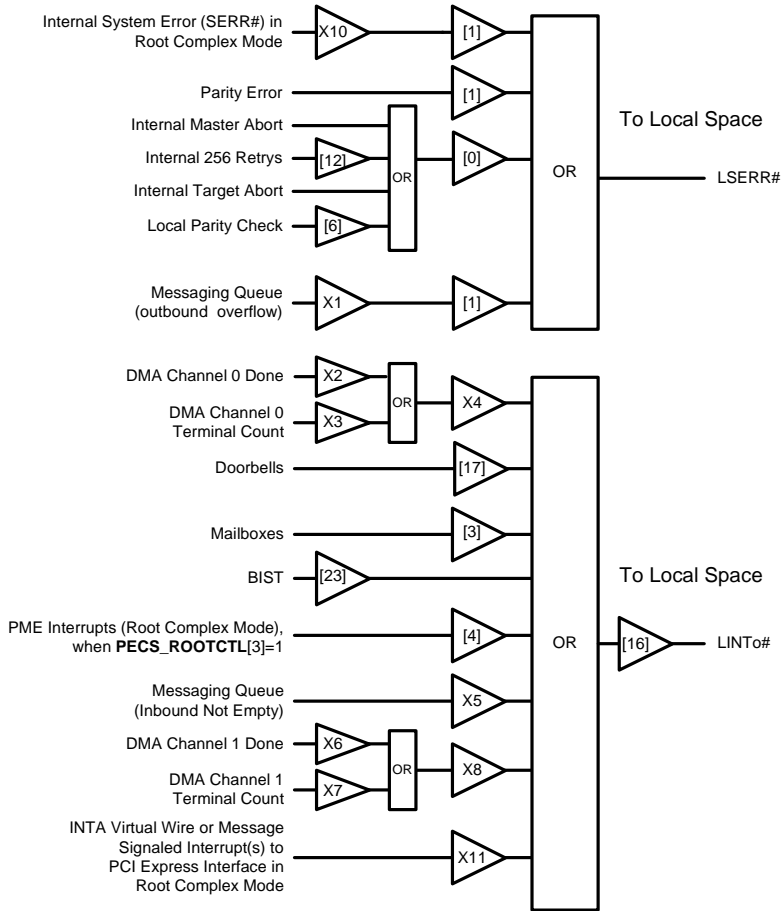 Internal System Error (SERR#) in
Root Complex Mode
X10
[1]
Parity Error
[1]
Internal Master Abort
Internal 256 Retrys
[12]
OR
[0]
Internal Target Abort
Local Parity Check
[6]
Messaging Queue
(outbound overflow)
X1
[1]
OR
To Local Space
LSERR#
DMA Channel 0 Done
X2
DMA Channel 0
Terminal Count
X3
OR
X4
Doorbells
[17]
Mailboxes
[3]
BIST
[23]
PME Interrupts (Root Complex Mode),
when PECS_ROOTCTL[3]=1
[4]
Messaging Queue
(Inbound Not Empty)
X5
DMA Channel 1 Done
X6
DMA Channel 1
Terminal Count
X7
OR
X8
INTA Virtual Wire or Message
Signaled Interrupt(s) to
PCI Express Interface in
Root Complex Mode
X11
OR
To Local Space
[16]
LINTo#